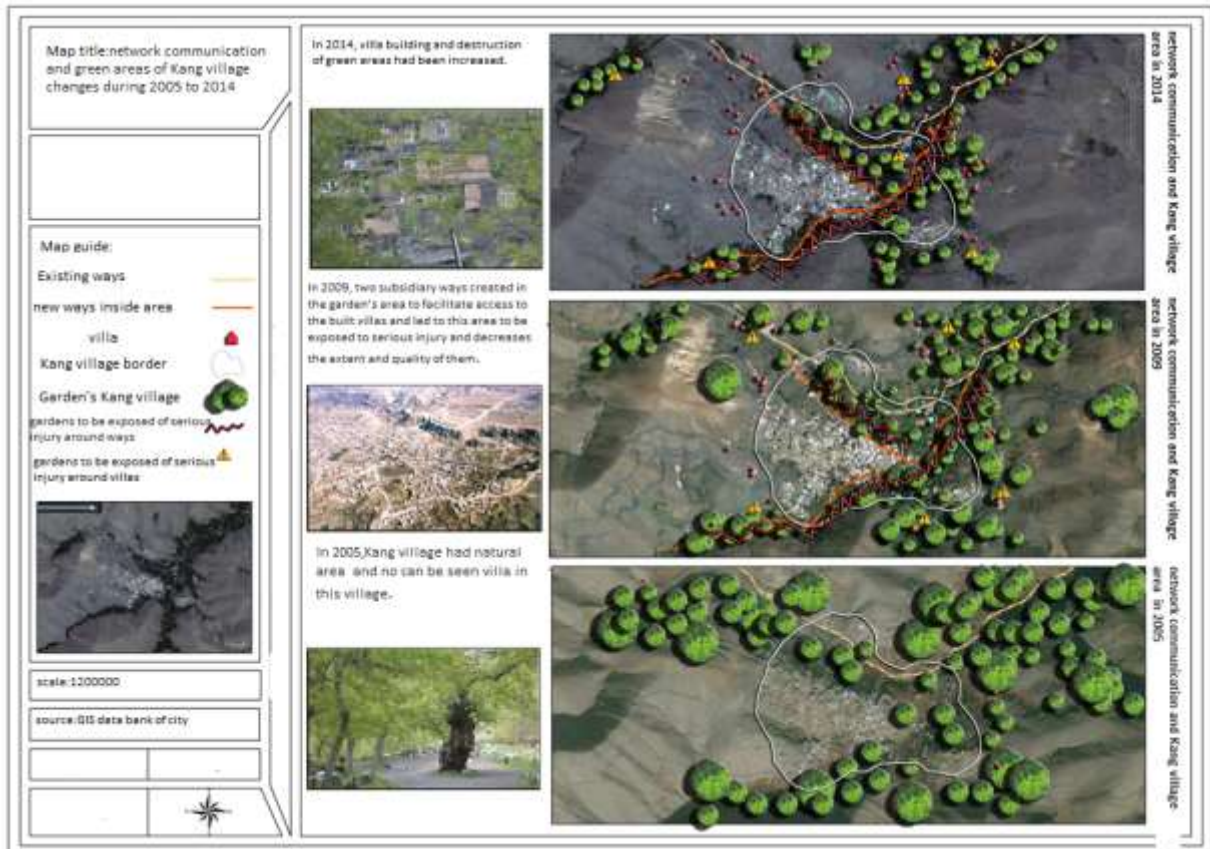 Map title:network communication
and green areas of Kang village
changes during 2005 to 2014
Map guide:
Existing ways
new ways inside area
villa
Kang village border
Garden's Kang village
gardens to be exposed of serious
injury around ways
gardens to be exposed of serious
injury around villas
scale:1200000
source:GIS data bank of city
In 2014, villa building and destruction
of green areas had been increased.
In 2009, two subsidiary ways created in
the garden's area to facilitate access to
the built villas and led to this area to be
exposed to serious injury and decreases
the extent and quality of them.
In 2005,Kang village had natural
area and no can be seen villa in
this village.
network communication and Kang village
area in 2014
network communication and Kang village
area in 2009
network communication and Kang village
area in 2005